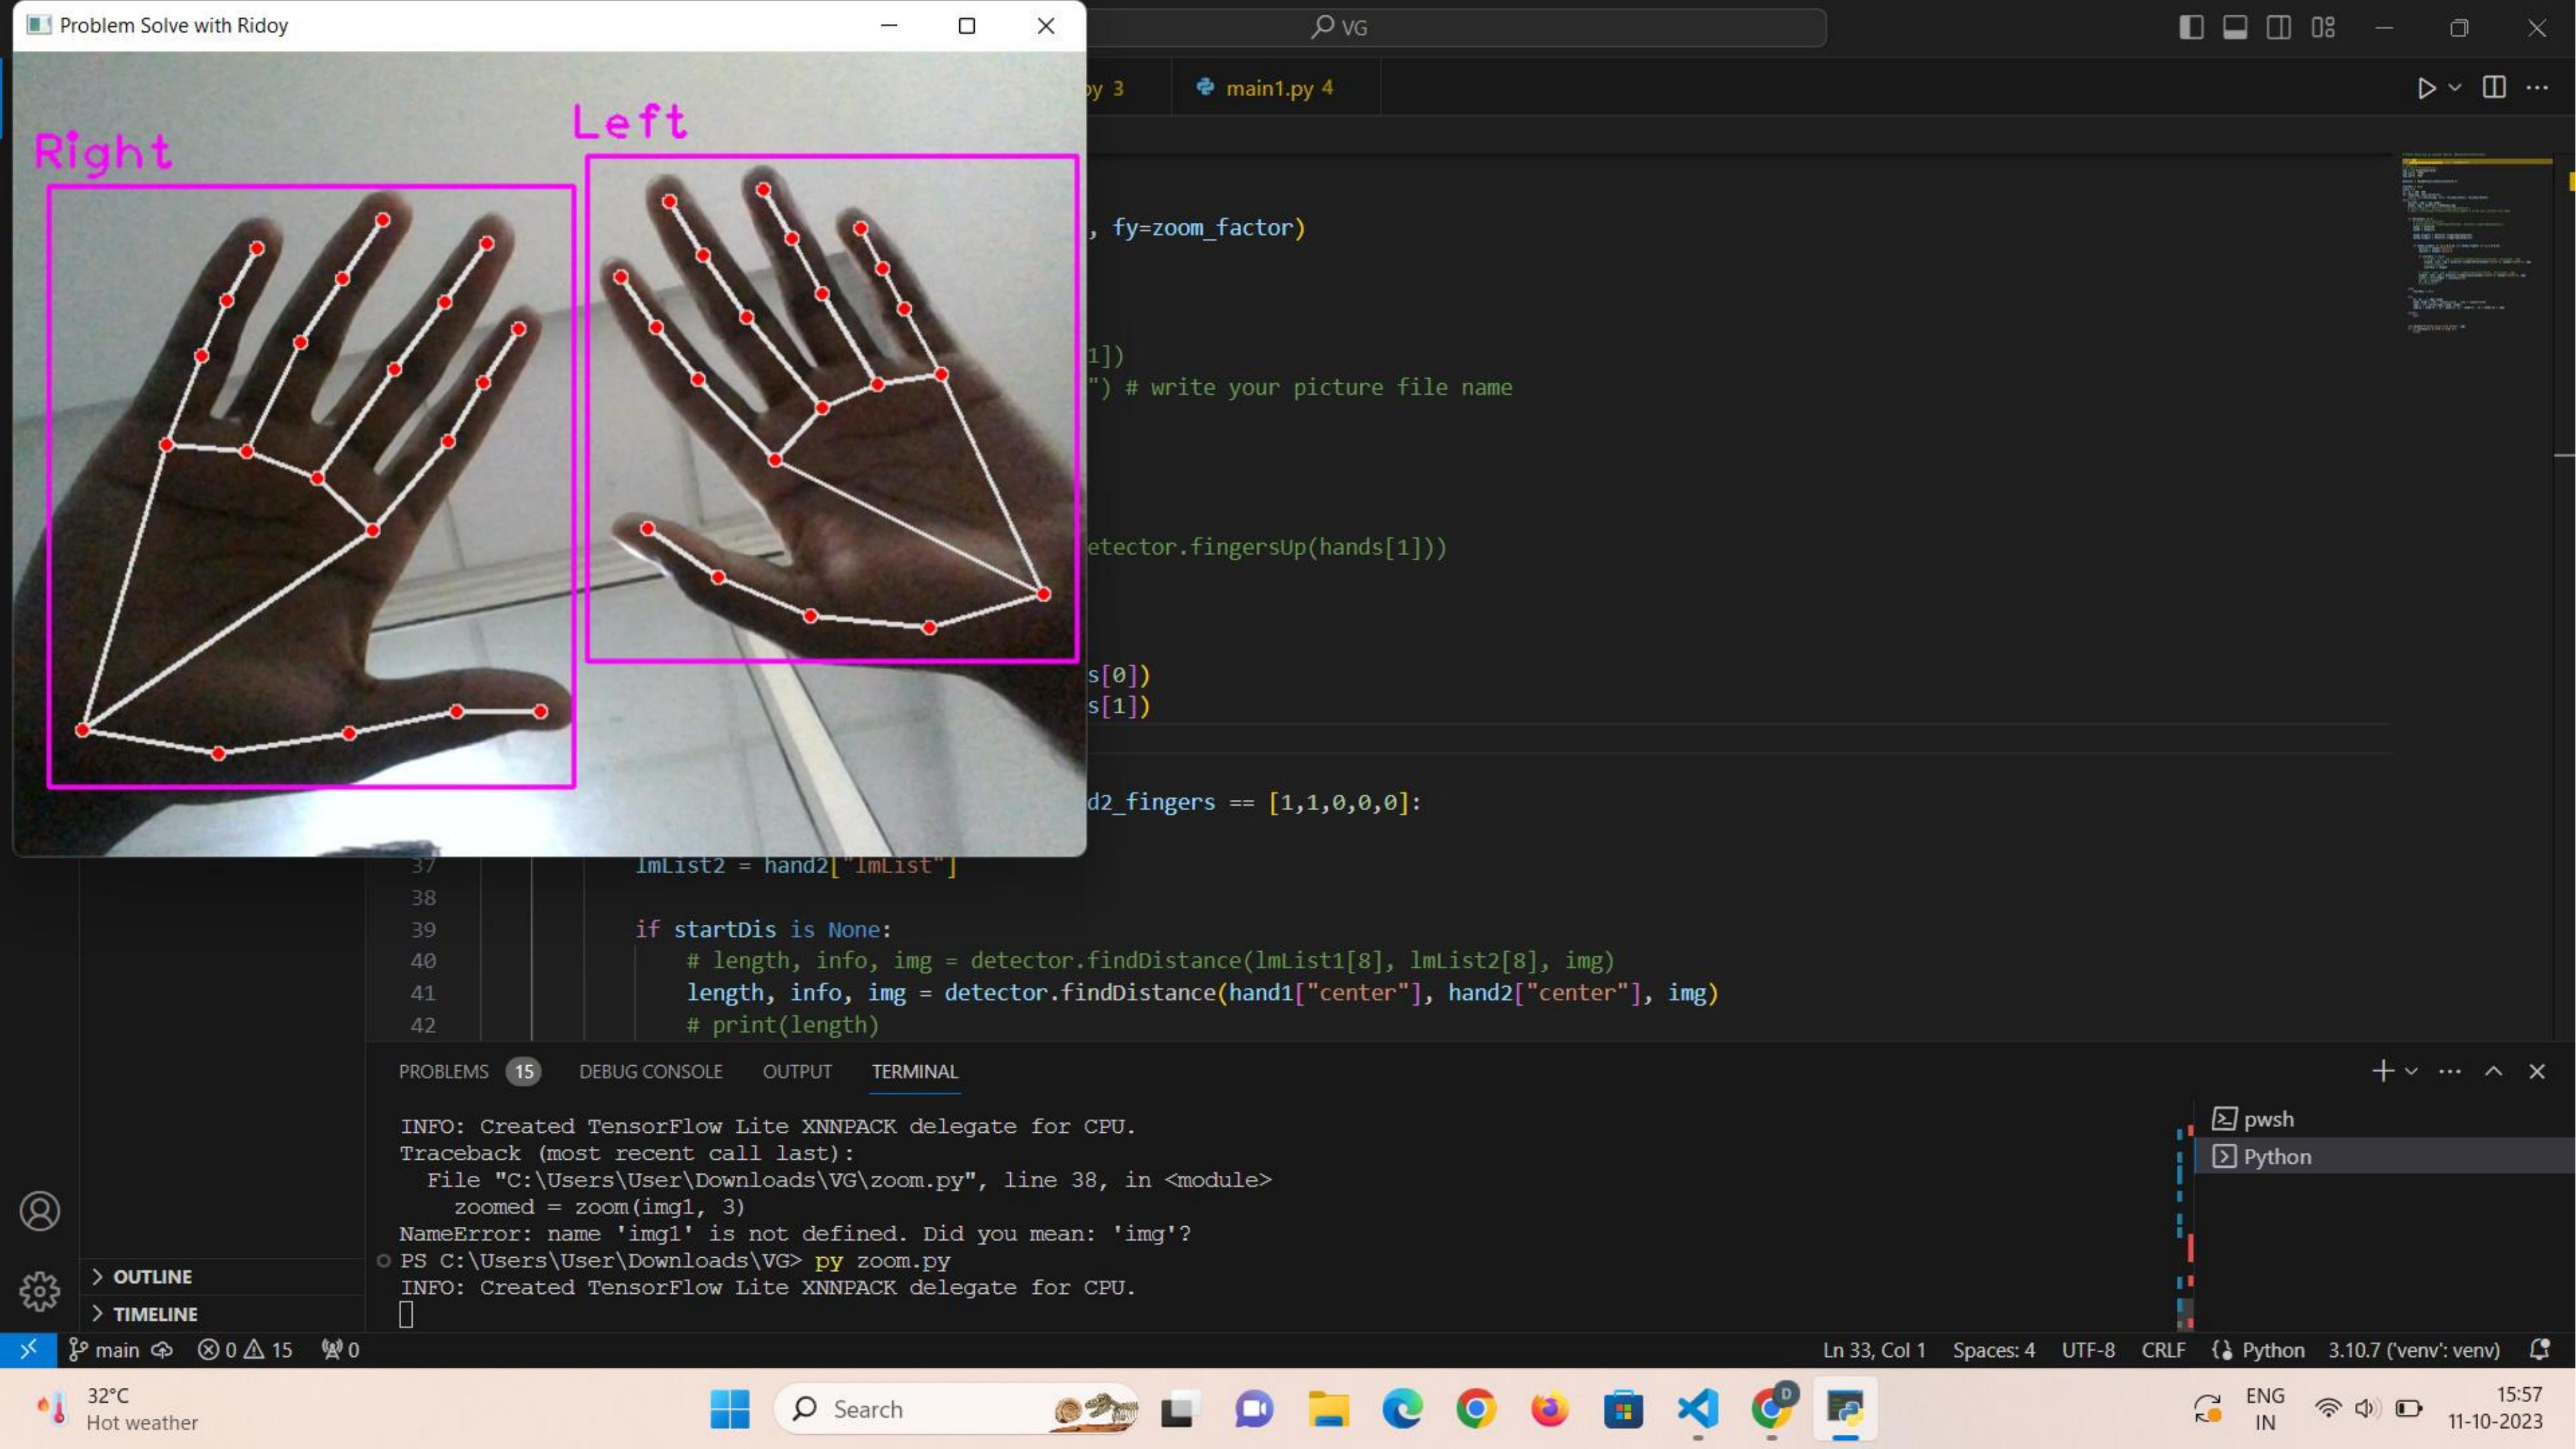 Problem Solve with Ridoy
VG
Right
Left
py 3
main1.py 4
, fy=zoom_factor)
1])
") # write your picture file name
etector.fingersUp(hands[1]))
s[0])
s[1])
d2_fingers == [1,1,0,0,0]:
37 lmList2 = hand2["lmList"]
38
39 if startDis is None:
40 # length, info, img = detector.findDistance(lmList1[8], lmList2[8], img)
41 length, info, img = detector.findDistance(hand1["center"], hand2["center"], img)
42 # print(length)
PROBLEMS 15 DEBUG CONSOLE OUTPUT TERMINAL
INFO: Created TensorFlow Lite XNNPACK delegate for CPU.
Traceback (most recent call last):
File "C:\Users\User\Downloads\VG\zoom.py", line 38, in <module>
zoomed = zoom(img1, 3)
NameError: name 'img1' is not defined. Did you mean: 'img'?
PS C:\Users\User\Downloads\VG> py zoom.py
INFO: Created TensorFlow Lite XNNPACK delegate for CPU.
pwsh
Python
OUTLINE
TIMELINE
main 0 15 0 Ln 33, Col 1 Spaces: 4 UTF-8 CRLF Python 3.10.7 ('venv': venv)
32°C
Hot weather
Search
D
ENG
IN
15:57
11-10-2023